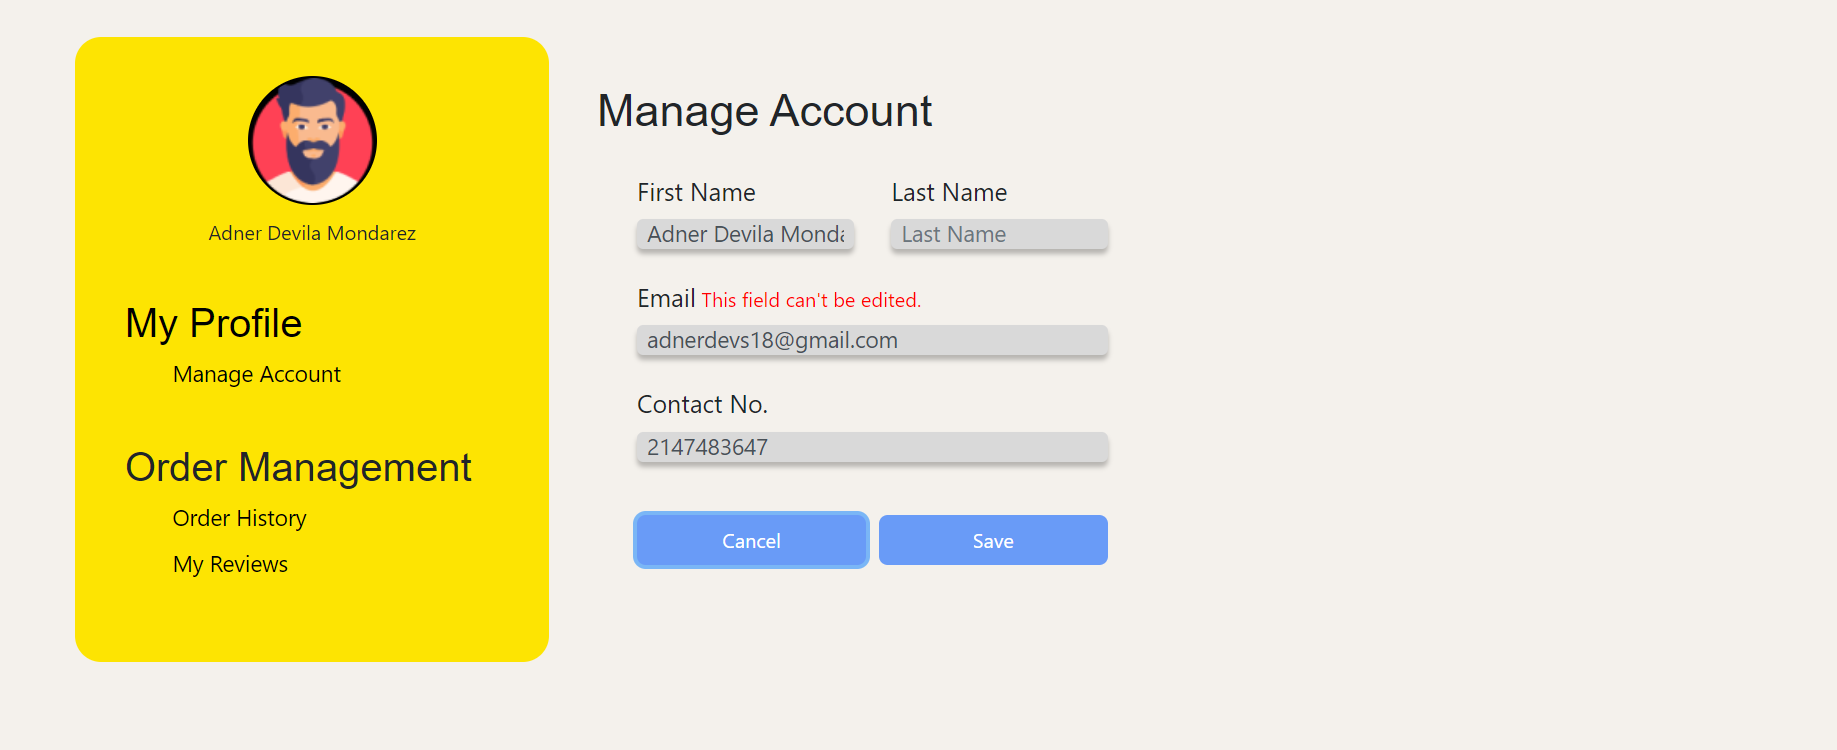 Adner Devila Mondarez
My Profile
Manage Account
Order Management
Order History
My Reviews
Manage Account
First Name Last Name
Adner Devila Monda Last Name
Email This field can't be edited.
adnerdevs18@gmail.com
Contact No.
2147483647
Cancel Save